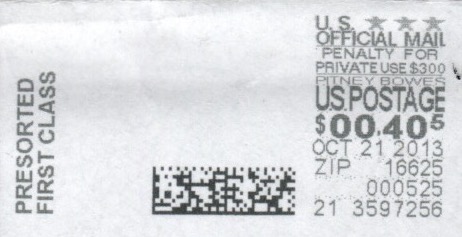 PRESORTED
FIRST CLASS
U.S. ★ ★ ★
OFFICIAL MAIL
PENALTY FOR
PRIVATE USE $300
PITNEY BOWES
U.S. POSTAGE
$00.40⁵
OCT 21 2013
ZIP 16625
000525
21 3597256